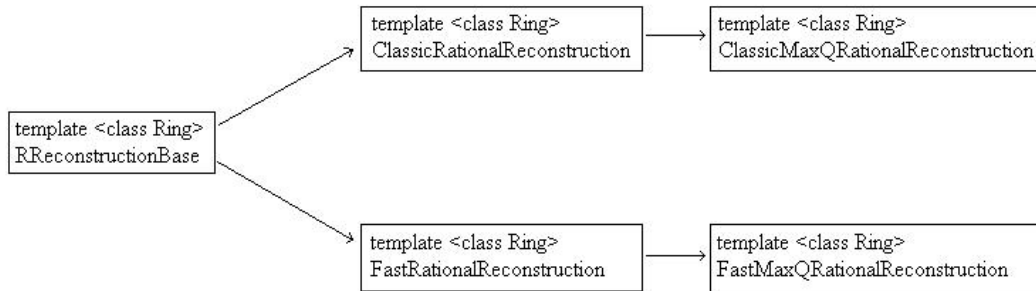 template <class Ring>
ClassicRationalReconstruction
template <class Ring>
ClassicMaxQRationalReconstruction
template <class Ring>
RReconstructionBase
template <class Ring>
FastRationalReconstruction
template <class Ring>
FastMaxQRationalReconstruction